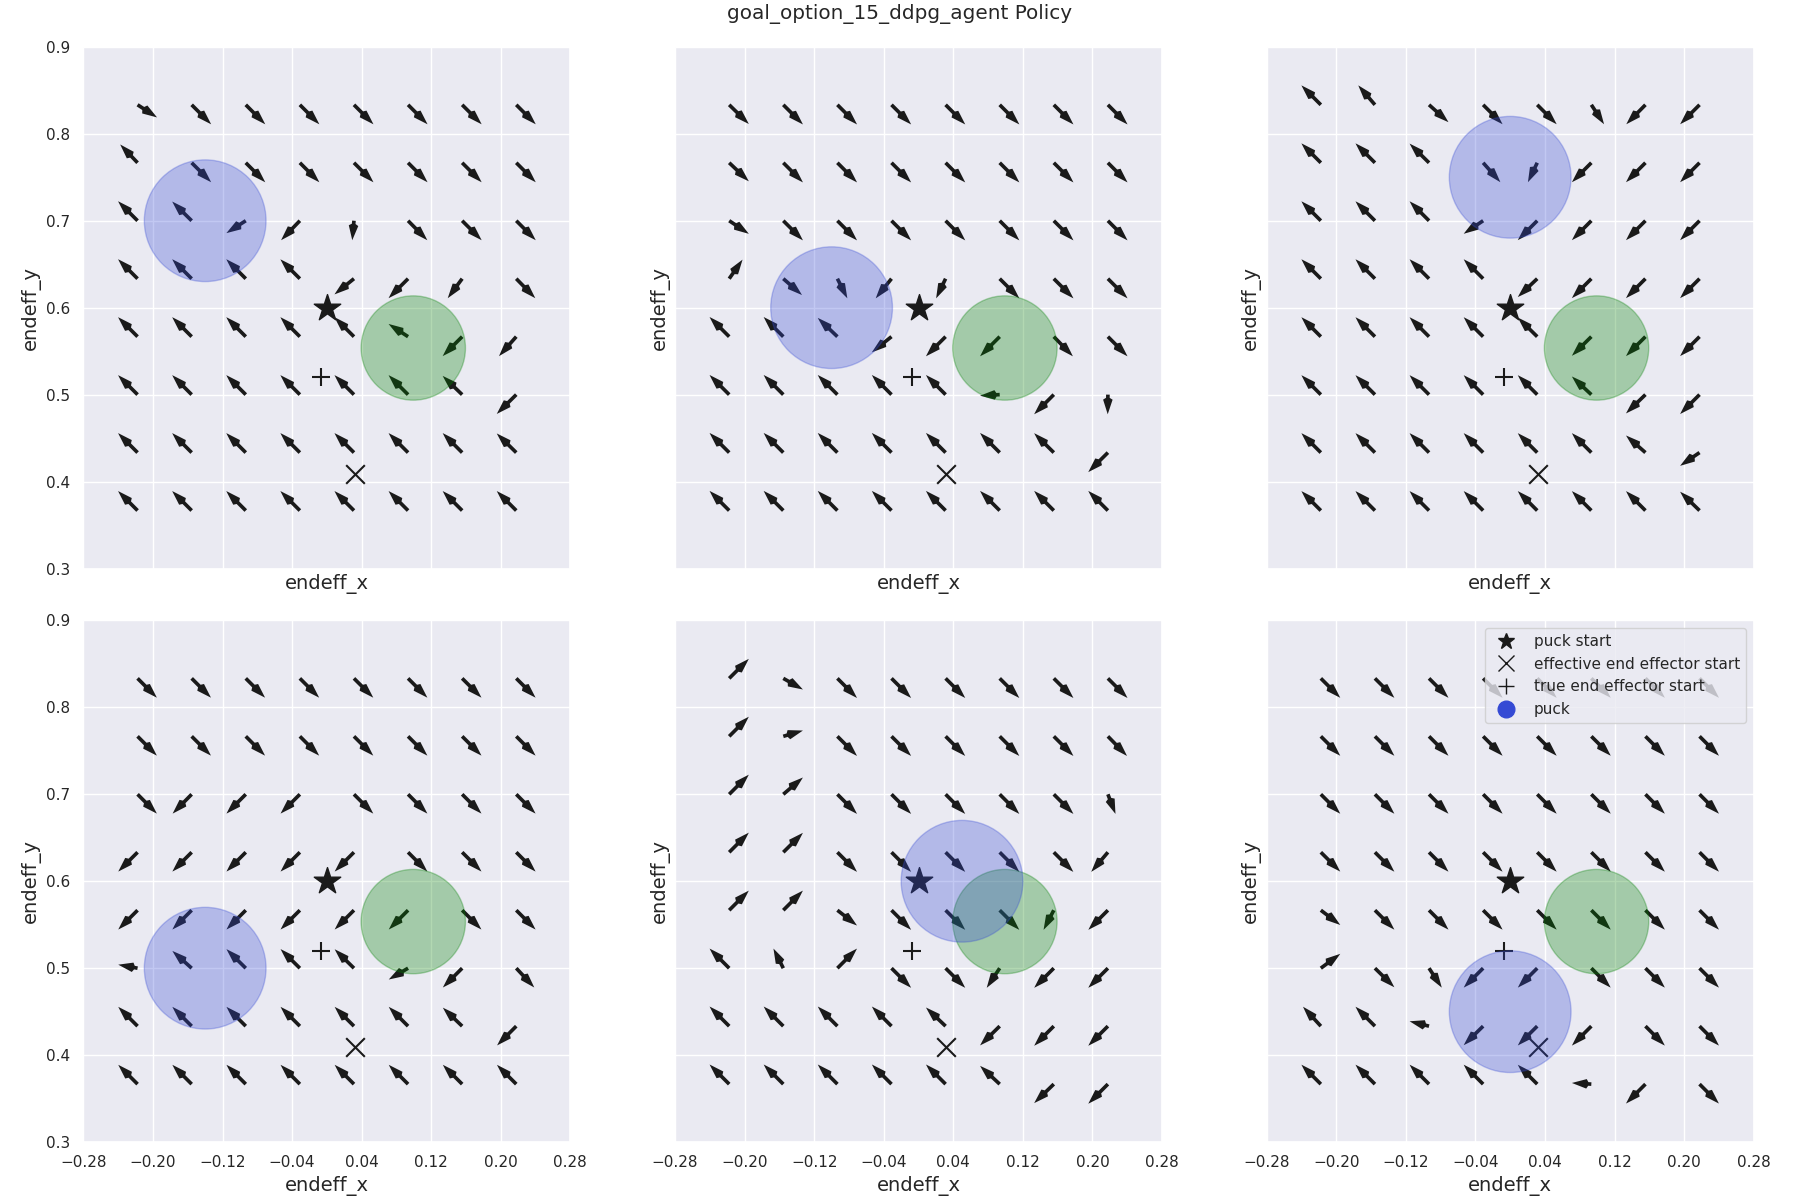 goal_option_15_ddpg_agent Policy
0.9
0.8
0.7
0.6
0.5
0.4
0.3
endeff_y
endeff_x
endeff_y
endeff_x
endeff_y
endeff_x
0.9
0.8
0.7
0.6
0.5
0.4
0.3
endeff_y
−0.28 −0.20 −0.12 −0.04 0.04 0.12 0.20 0.28
endeff_x
endeff_y
−0.28 −0.20 −0.12 −0.04 0.04 0.12 0.20 0.28
endeff_x
puck start
effective end effector start
true end effector start
puck
endeff_y
−0.28 −0.20 −0.12 −0.04 0.04 0.12 0.20 0.28
endeff_x